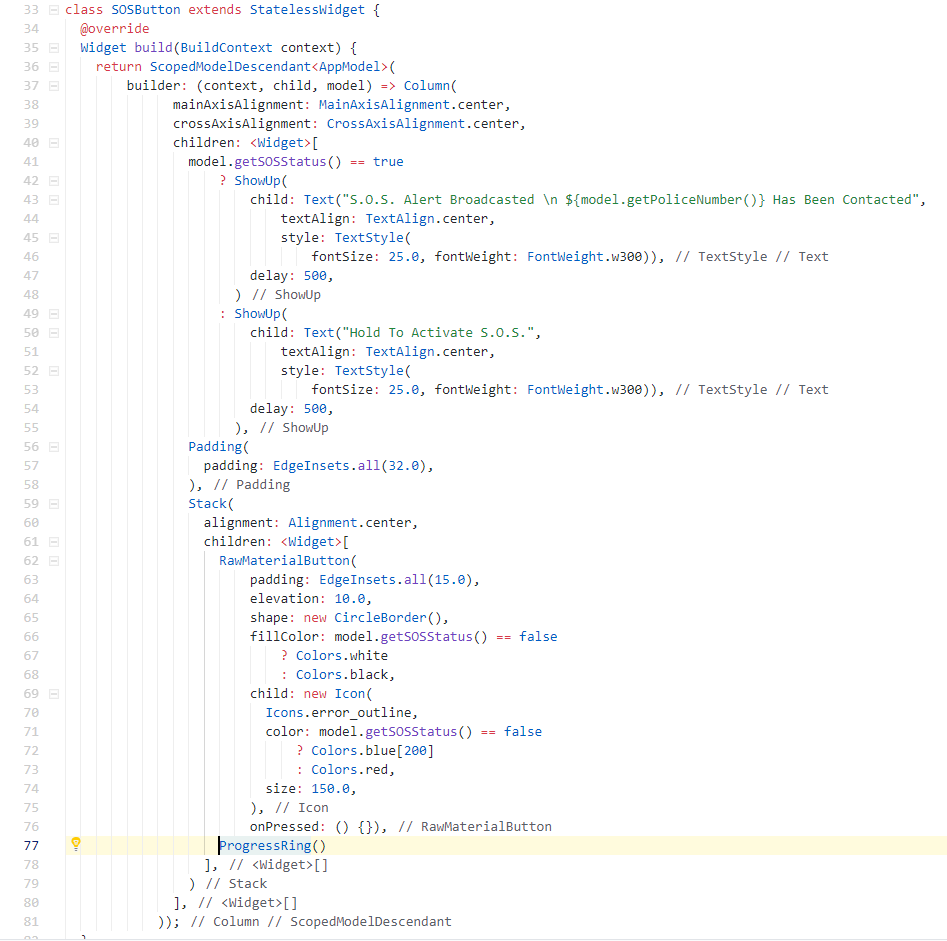 33 class SOSButton extends StatelessWidget {
34 @override
35 Widget build(BuildContext context) {
36 return ScopedModelDescendant<AppModel>(
37 builder: (context, child, model) => Column(
38 mainAxisAlignment: MainAxisAlignment.center,
39 crossAxisAlignment: CrossAxisAlignment.center,
40 children: <Widget>[
41 model.getSOSStatus() == true
42 ? ShowUp(
43 child: Text("S.O.S. Alert Broadcasted \n ${model.getPoliceNumber()} Has Been Contacted",
44 textAlign: TextAlign.center,
45 style: TextStyle(
46 fontSize: 25.0, fontWeight: FontWeight.w300)), // TextStyle // Text
47 delay: 500,
48 ) // ShowUp
49 : ShowUp(
50 child: Text("Hold To Activate S.O.S.",
51 textAlign: TextAlign.center,
52 style: TextStyle(
53 fontSize: 25.0, fontWeight: FontWeight.w300)), // TextStyle // Text
54 delay: 500,
55 ), // ShowUp
56 Padding(
57 padding: EdgeInsets.all(32.0),
58 ), // Padding
59 Stack(
60 alignment: Alignment.center,
61 children: <Widget>[
62 RawMaterialButton(
63 padding: EdgeInsets.all(15.0),
64 elevation: 10.0,
65 shape: new CircleBorder(),
66 fillColor: model.getSOSStatus() == false
67 ? Colors.white
68 : Colors.black,
69 child: new Icon(
70 Icons.error_outline,
71 color: model.getSOSStatus() == false
72 ? Colors.blue[200]
73 : Colors.red,
74 size: 150.0,
75 ), // Icon
76 onPressed: () {}), // RawMaterialButton
77 ProgressRing()
78 ], // <Widget>[]
79 ) // Stack
80 ], // <Widget>[]
81 )); // Column // ScopedModelDescendant